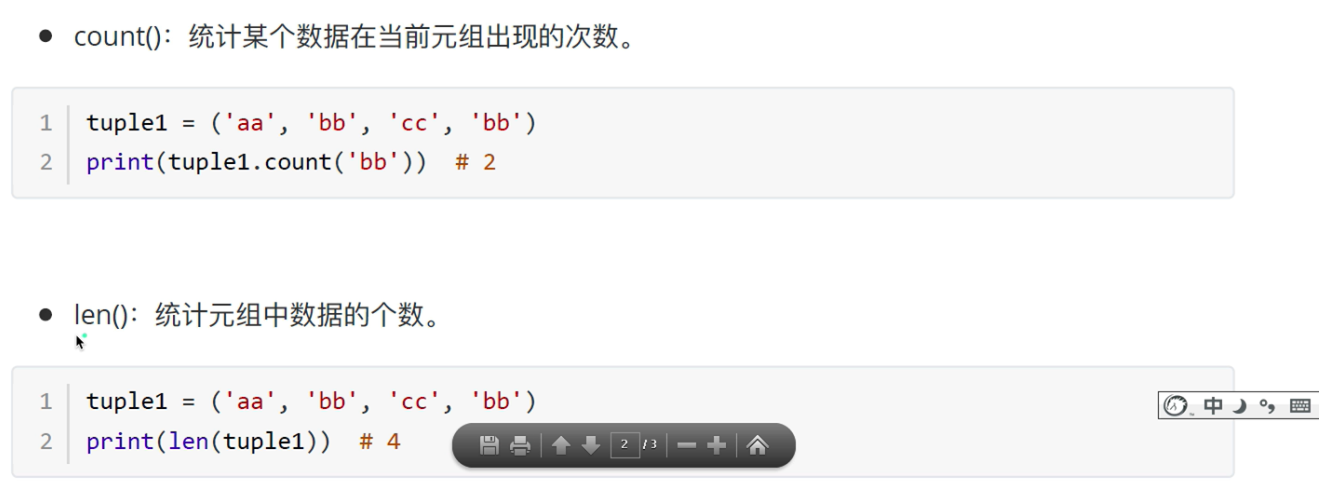 count()：统计某个数据在当前元组出现的次数。
1 tuple1 = ('aa', 'bb', 'cc', 'bb')
2 print(tuple1.count('bb'))  # 2
len()：统计元组中数据的个数。
1 tuple1 = ('aa', 'bb', 'cc', 'bb')
中
2 print(len(tuple1))  # 4
2 /3